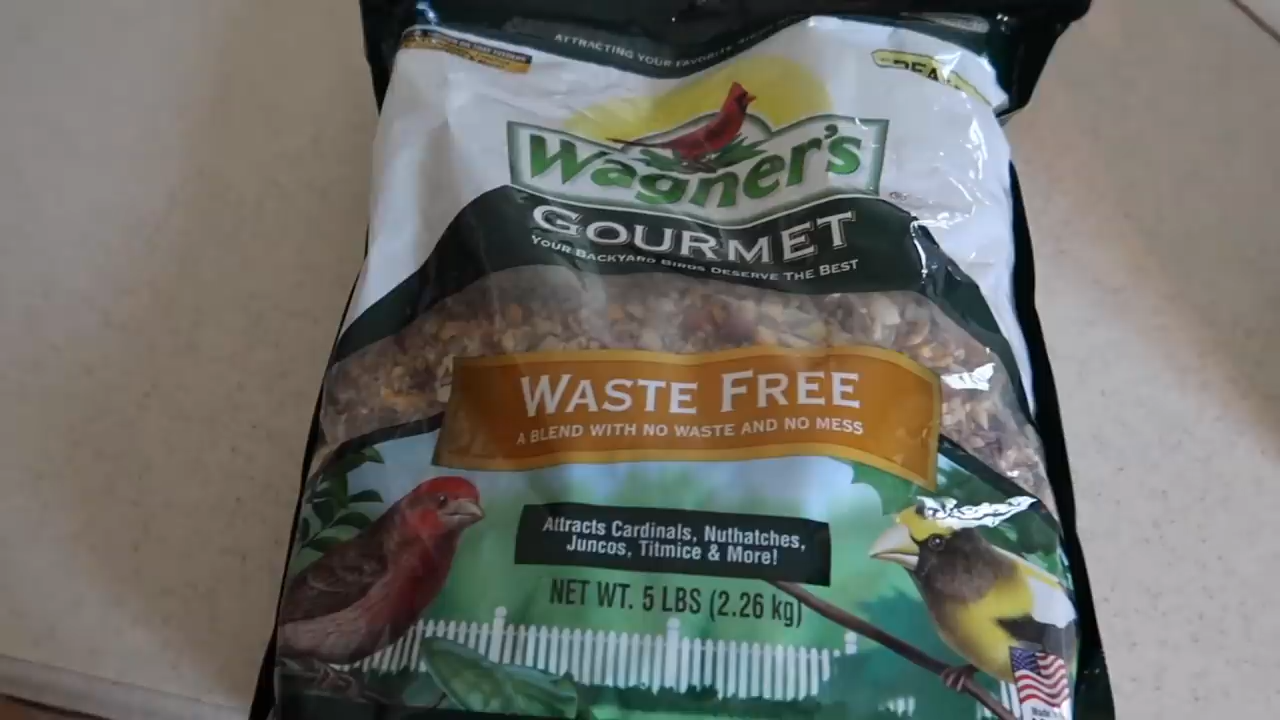 ATTRACTING YOUR FAVORITE
Wagner's
GOURMET
YOUR BACKYARD BIRDS DESERVE THE BEST
WASTE FREE
A BLEND WITH NO WASTE AND NO MESS
Attracts Cardinals, Nuthatches,
Juncos, Titmice & More!
NET WT. 5 LBS (2.26 kg)
Made